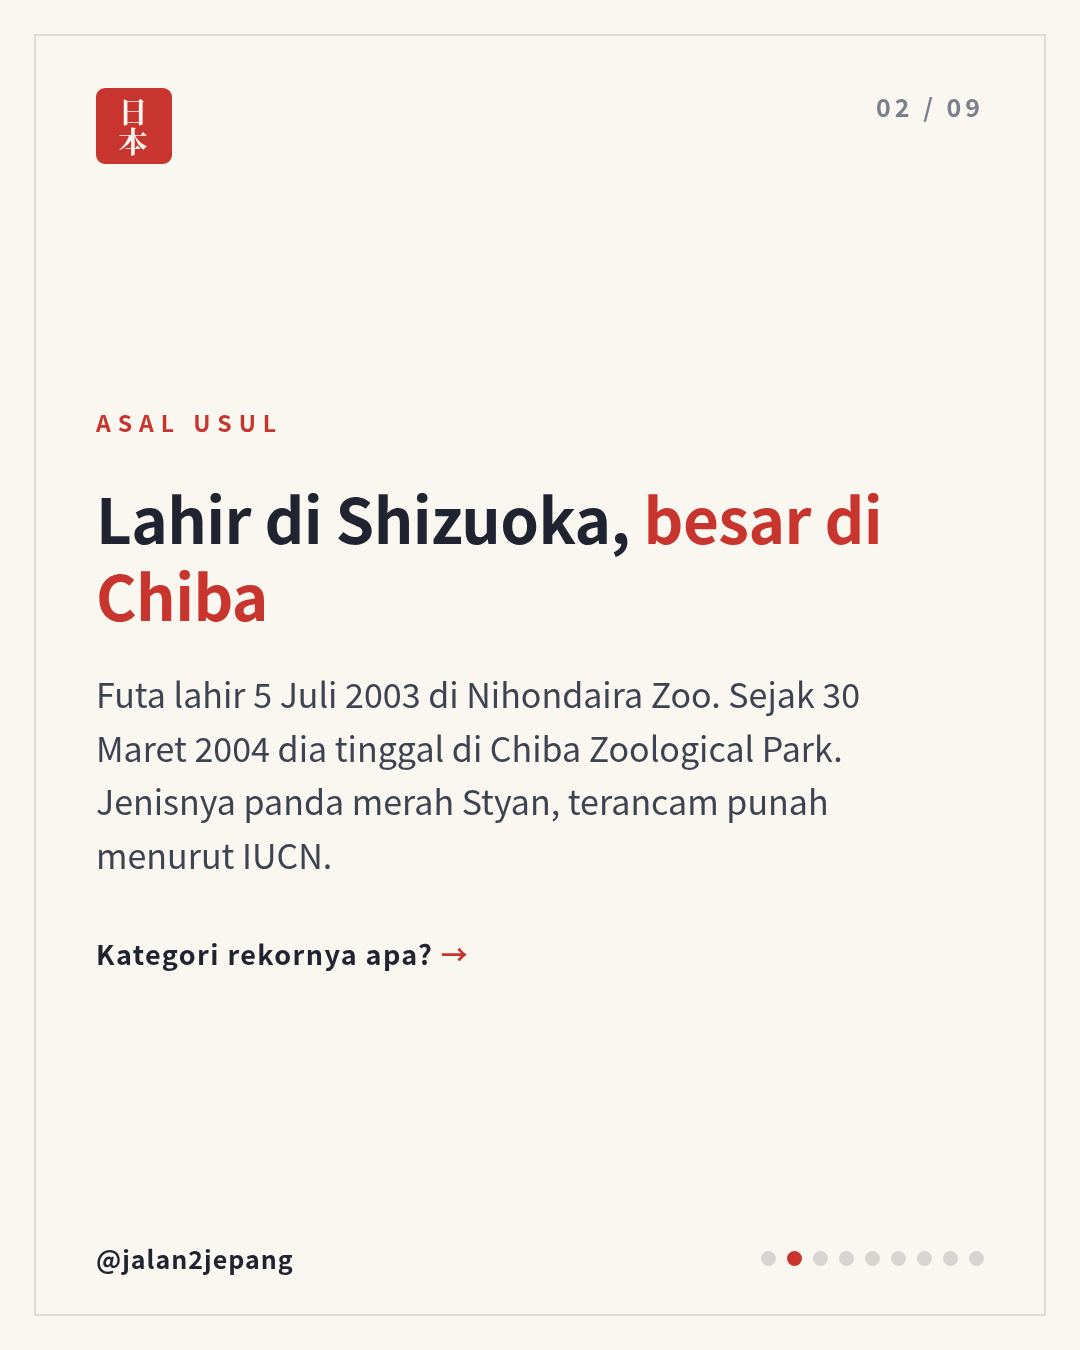 日
本
02 / 09
ASAL USUL
Lahir di Shizuoka, besar di
Chiba
Futa lahir 5 Juli 2003 di Nihondaira Zoo. Sejak 30
Maret 2004 dia tinggal di Chiba Zoological Park.
Jenisnya panda merah Styan, terancam punah
menurut IUCN.
Kategori rekornya apa? →
@jalan2jepang